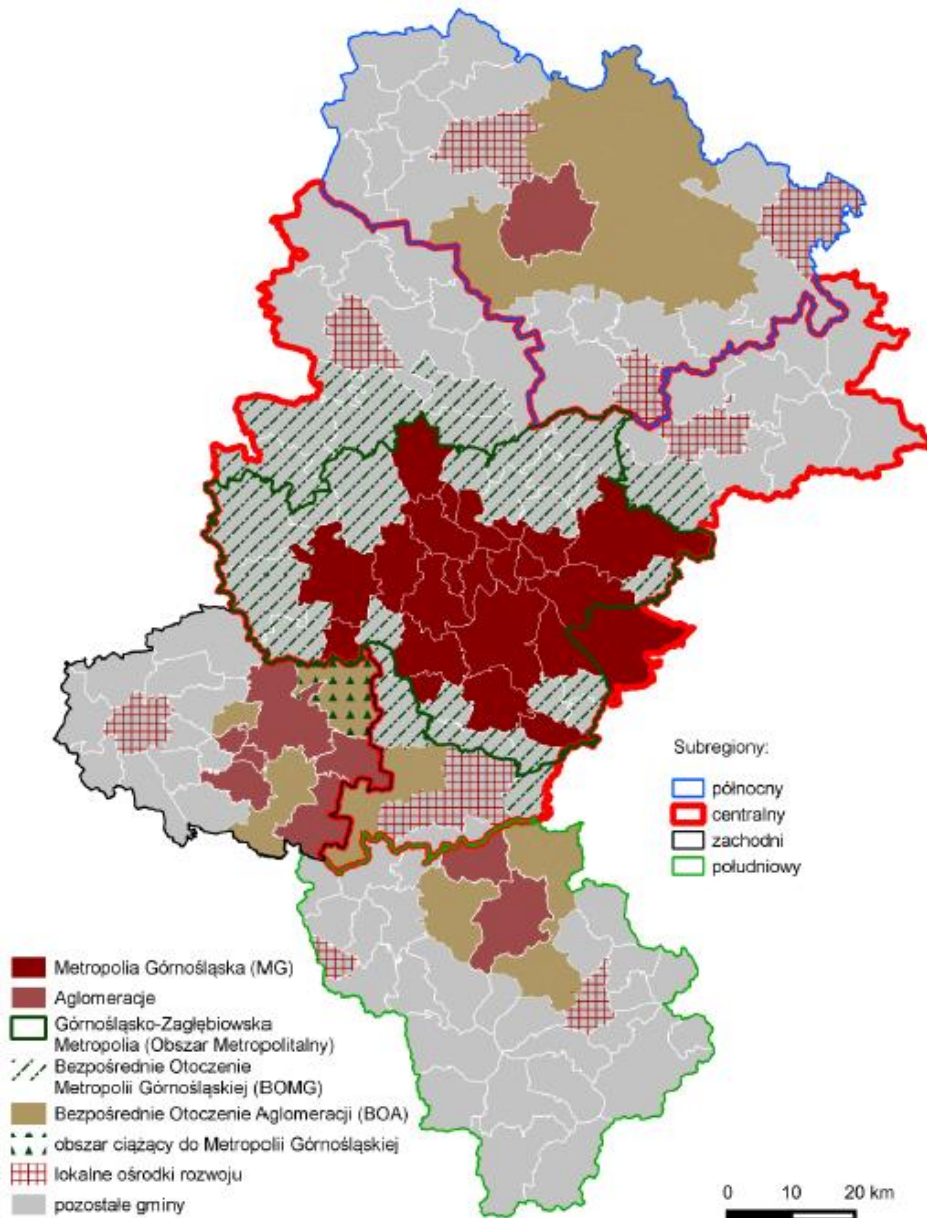 Subregiony:
północny
centralny
zachodni
południowy
Metropolia Górnośląska (MG)
Aglomeracje
Górnośląsko-Zagłębiowska
Metropolia (Obszar Metropolitalny)
Bezpośrednie Otoczenie
Metropolii Górnośląskiej (BOMG)
Bezpośrednie Otoczenie Aglomeracji (BOA)
obszar ciążący do Metropolii Górnośląskiej
lokalne ośrodki rozwoju
pozostałe gminy
0 10 20 km